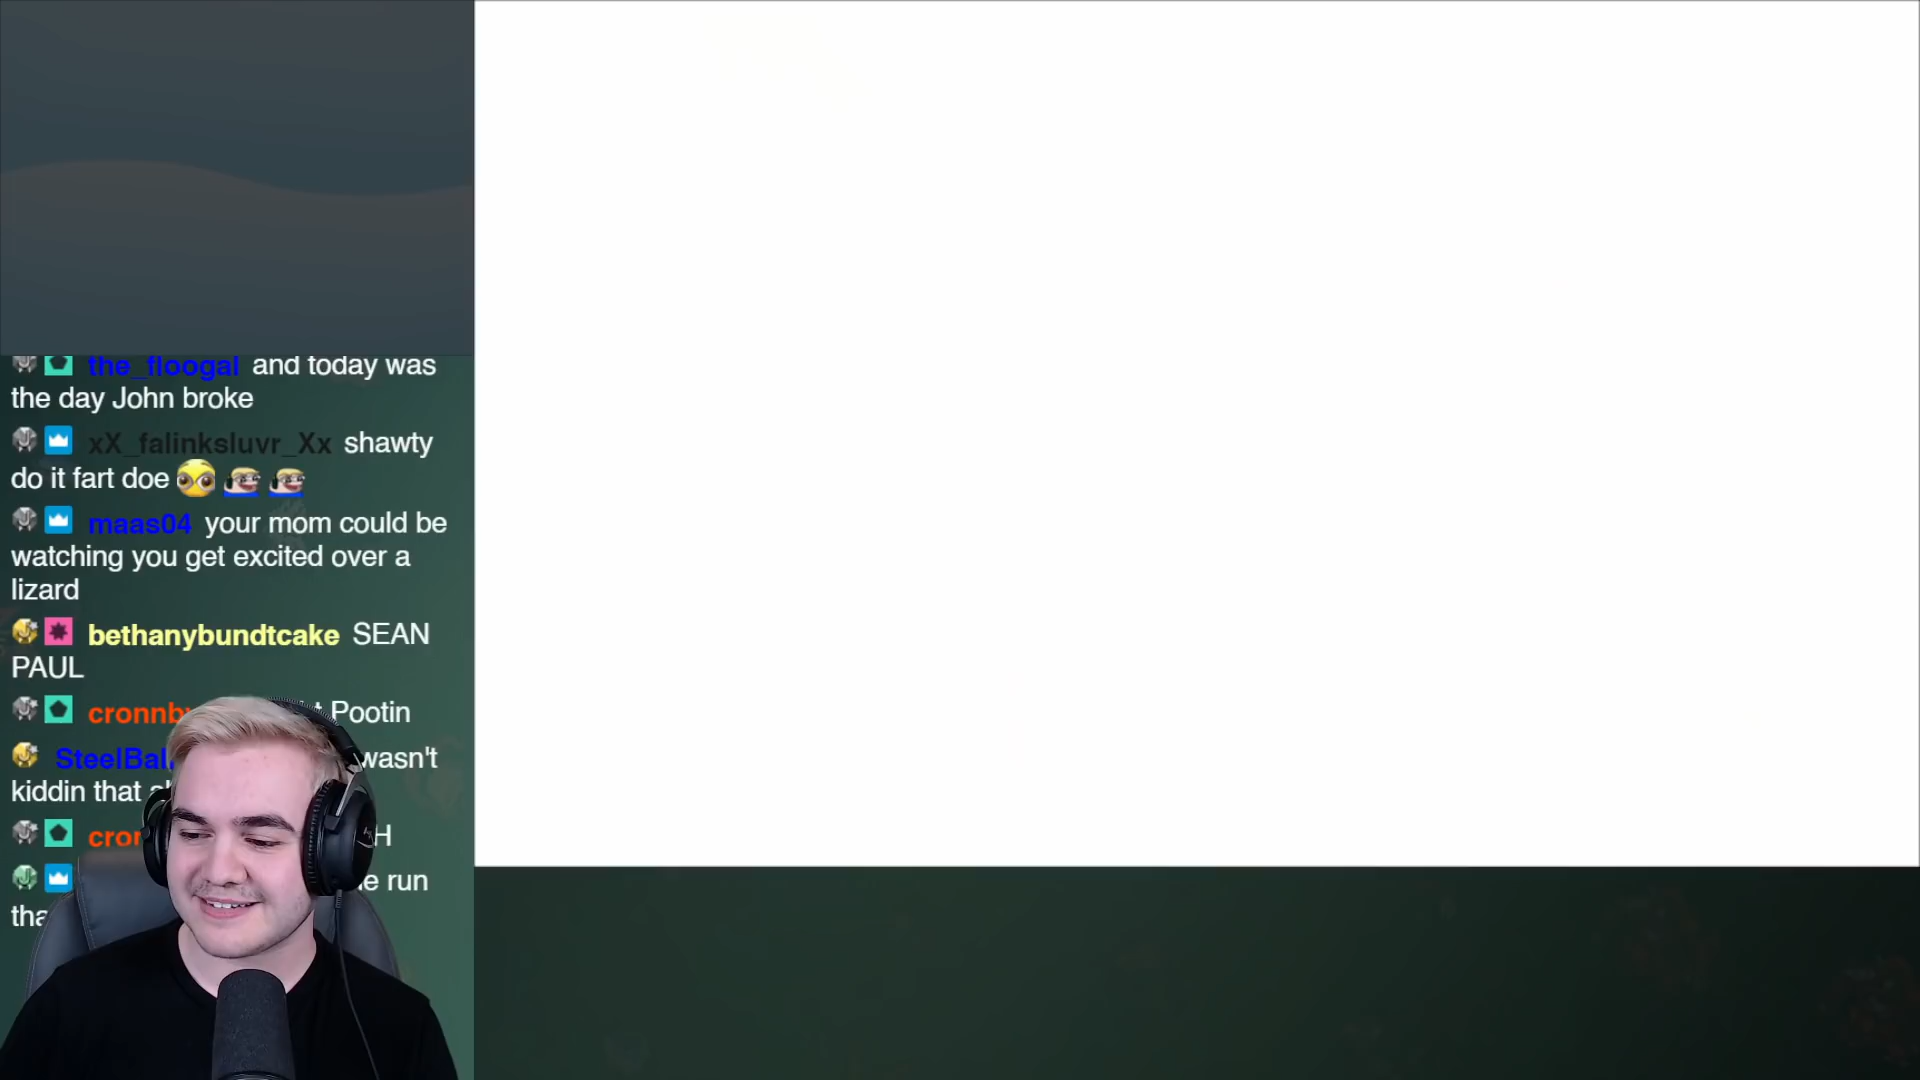 the_floogal and today was
the day John broke
xX_falinksluvr_Xx shawty
do it fart doe
maas04 your mom could be
watching you get excited over a
lizard
bethanybundtcake SEAN
PAUL
Pootin
wasn't
kiddin that
run